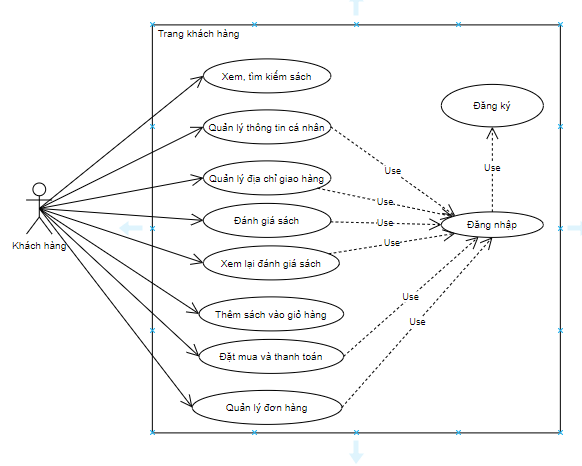 Trang khách hàng
Xem, tìm kiếm sách
Đăng ký
Quản lý thông tin cá nhân
Use
Use
Quản lý địa chỉ giao hàng
Use
Đánh giá sách
Use
Đăng nhập
Khách hàng
Use
Xem lại đánh giá sách
Use
Thêm sách vào giỏ hàng
Use
Đặt mua và thanh toán
Quản lý đơn hàng